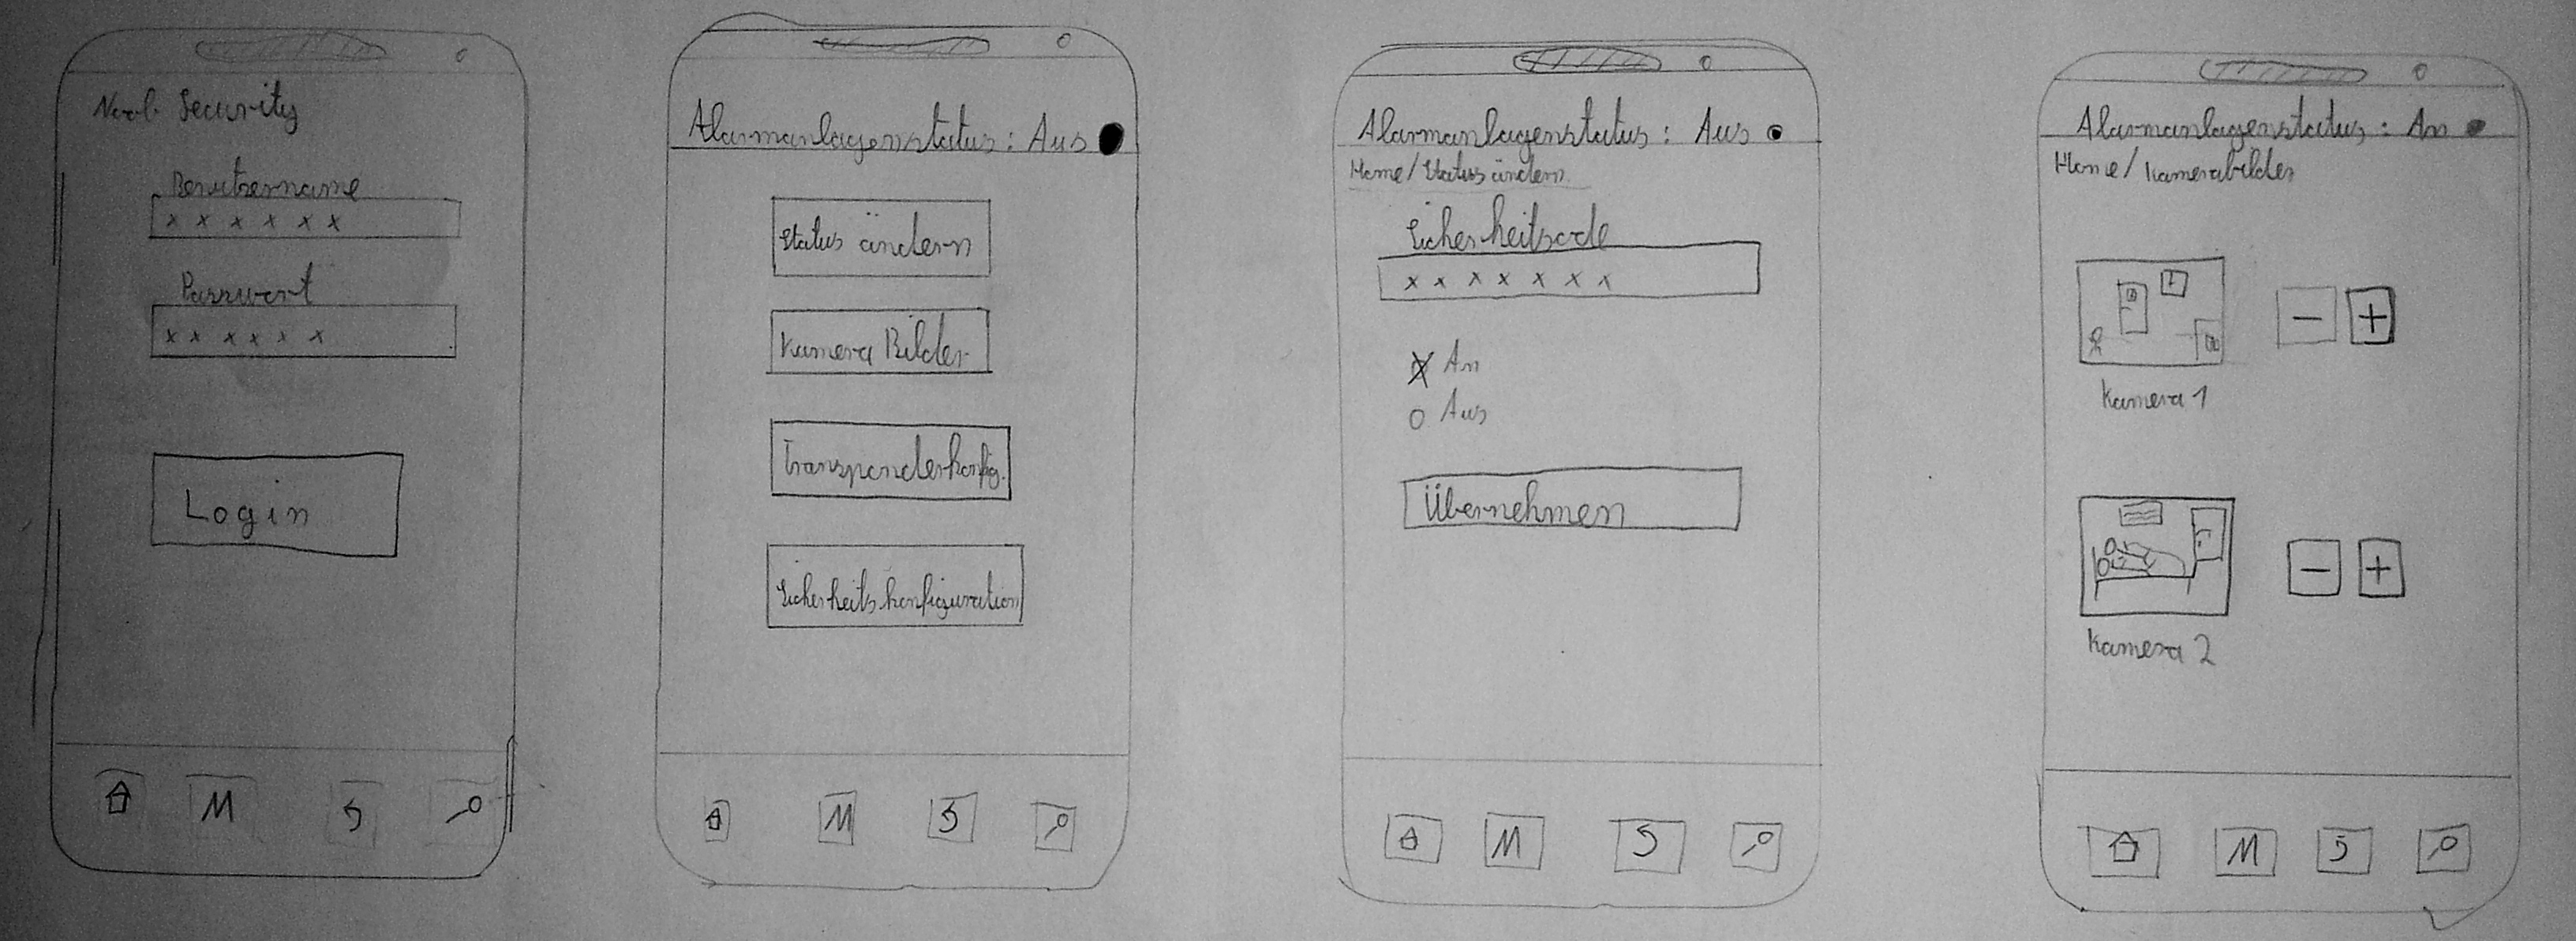 Noob Security
Benutzername
x x x x x x
Passwort
x x x x x x
Login
M
Alarmanlagenstatus: Aus
Status ändern
Kamera Bilder
Transponderkonfig.
Sicherheitskonfiguration
M
Alarmanlagenstatus: Aus
Home/Status ändern
Sicherheitscode
x x x x x x x
An
Aus
Übernehmen
M
Alarmanlagenstatus: An
Home/Kamerabilder
- +
Kamera 1
- +
Kamera 2
M